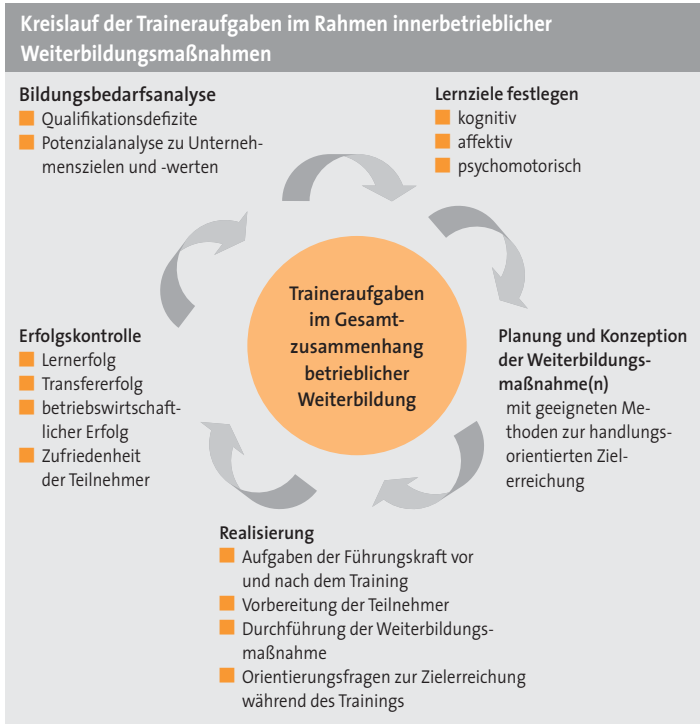 Kreislauf der Traineraufgaben im Rahmen innerbetrieblicher
Weiterbildungsmaßnahmen
Bildungsbedarfsanalyse
Qualifikationsdefizite
Potenzialanalyse zu Unterneh-
menszielen und -werten
Lernziele festlegen
kognitiv
affektiv
psychomotorisch
Traineraufgaben
im Gesamt-
zusammenhang
betrieblicher
Weiterbildung
Planung und Konzeption
der Weiterbildungs-
maßnahme(n)
mit geeigneten Me-
thoden zur handlungs-
orientierten Ziel-
erreichung
Realisierung
Aufgaben der Führungskraft vor
und nach dem Training
Vorbereitung der Teilnehmer
Durchführung der Weiterbildungs-
maßnahme
Orientierungsfragen zur Zielerreichung
während des Trainings
Erfolgskontrolle
Lernerfolg
Transfererfolg
betriebswirtschaft-
licher Erfolg
Zufriedenheit
der Teilnehmer